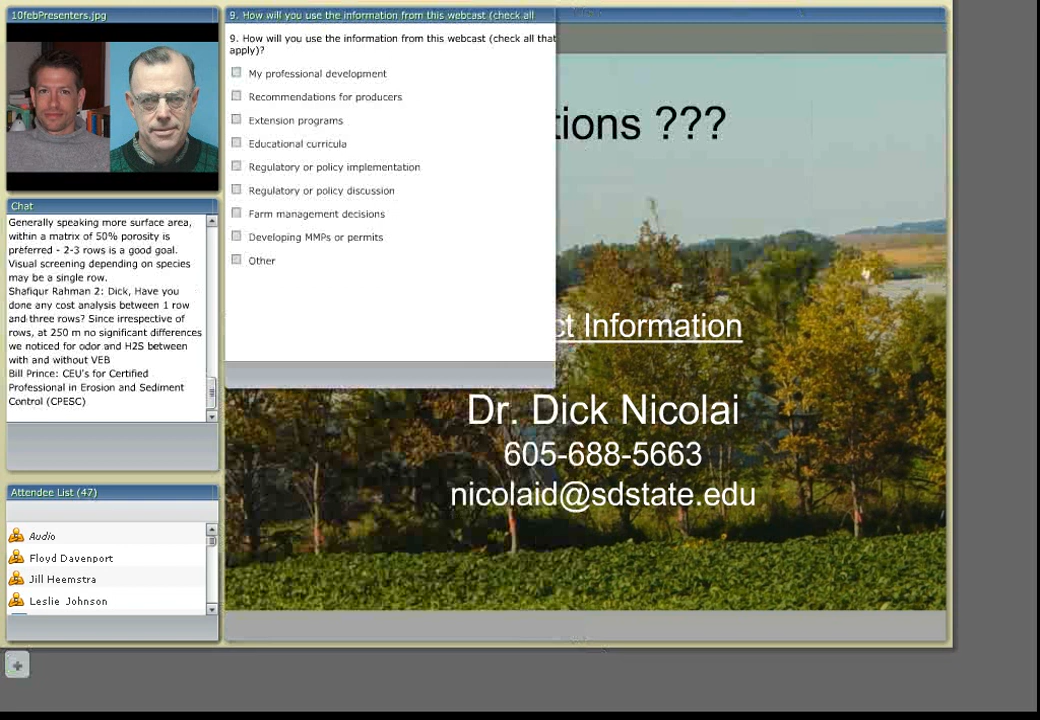 10febPresenters.jpg
Chat
Generally speaking more surface area,
within a matrix of 50% porosity is
preferred - 2-3 rows is a good goal.
Visual screening depending on species
may be a single row.
Shafiqur Rahman 2: Dick, Have you
done any cost analysis between 1 row
and three rows? Since irrespective of
rows, at 250 m no significant differences
we noticed for odor and H2S between
with and without VEB
Bill Prince: CEU's for Certified
Professional in Erosion and Sediment
Control (CPESC)
Attendee List (47)
Audio
Floyd Davenport
Jill Heemstra
Leslie Johnson
9. How will you use the information from this webcast (check all
9. How will you use the information from this webcast (check all that
apply)?
My professional development
Recommendations for producers
Extension programs
Educational curricula
Regulatory or policy implementation
Regulatory or policy discussion
Farm management decisions
Developing MMPs or permits
Other
tions ???
ct Information
Dr. Dick Nicolai
605-688-5663
nicolaid@sdstate.edu